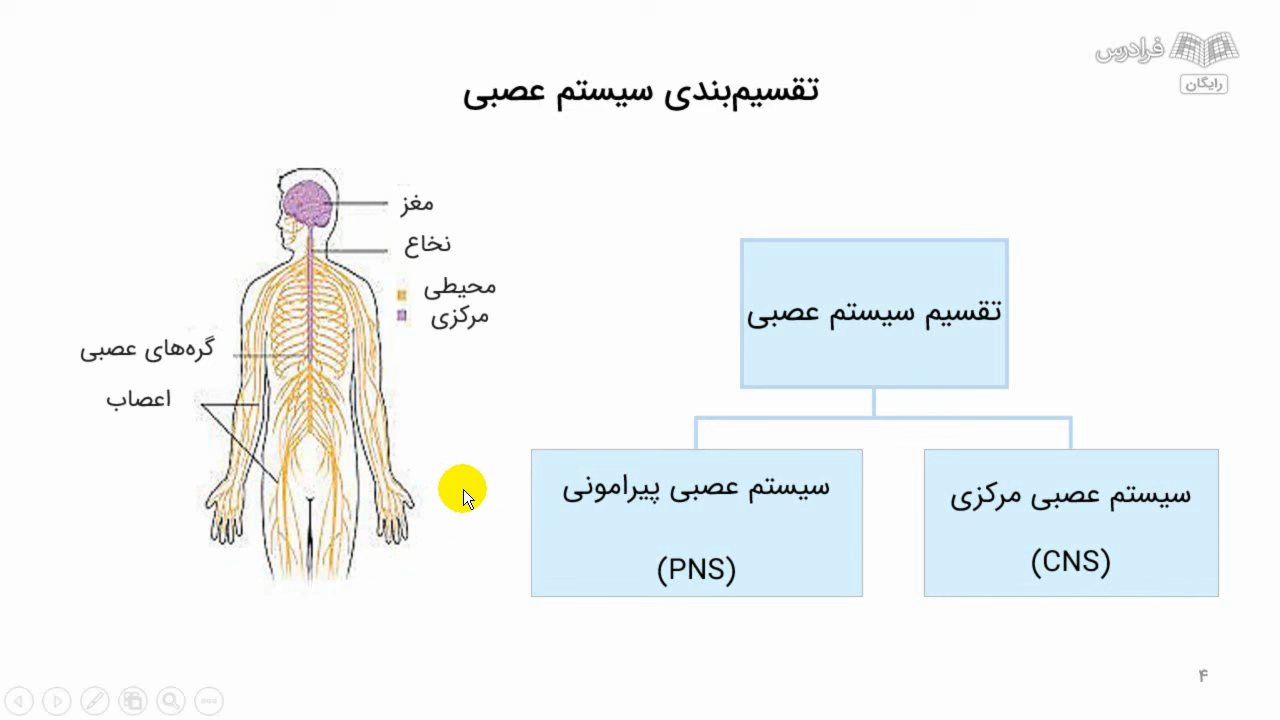 فرادرس
رایگان
تقسیم‌بندی سیستم عصبی
مغز
نخاع
محیطی
مرکزی
گره‌های عصبی
اعصاب
تقسیم سیستم عصبی
سیستم عصبی مرکزی
(CNS)
سیستم عصبی پیرامونی
(PNS)
۴